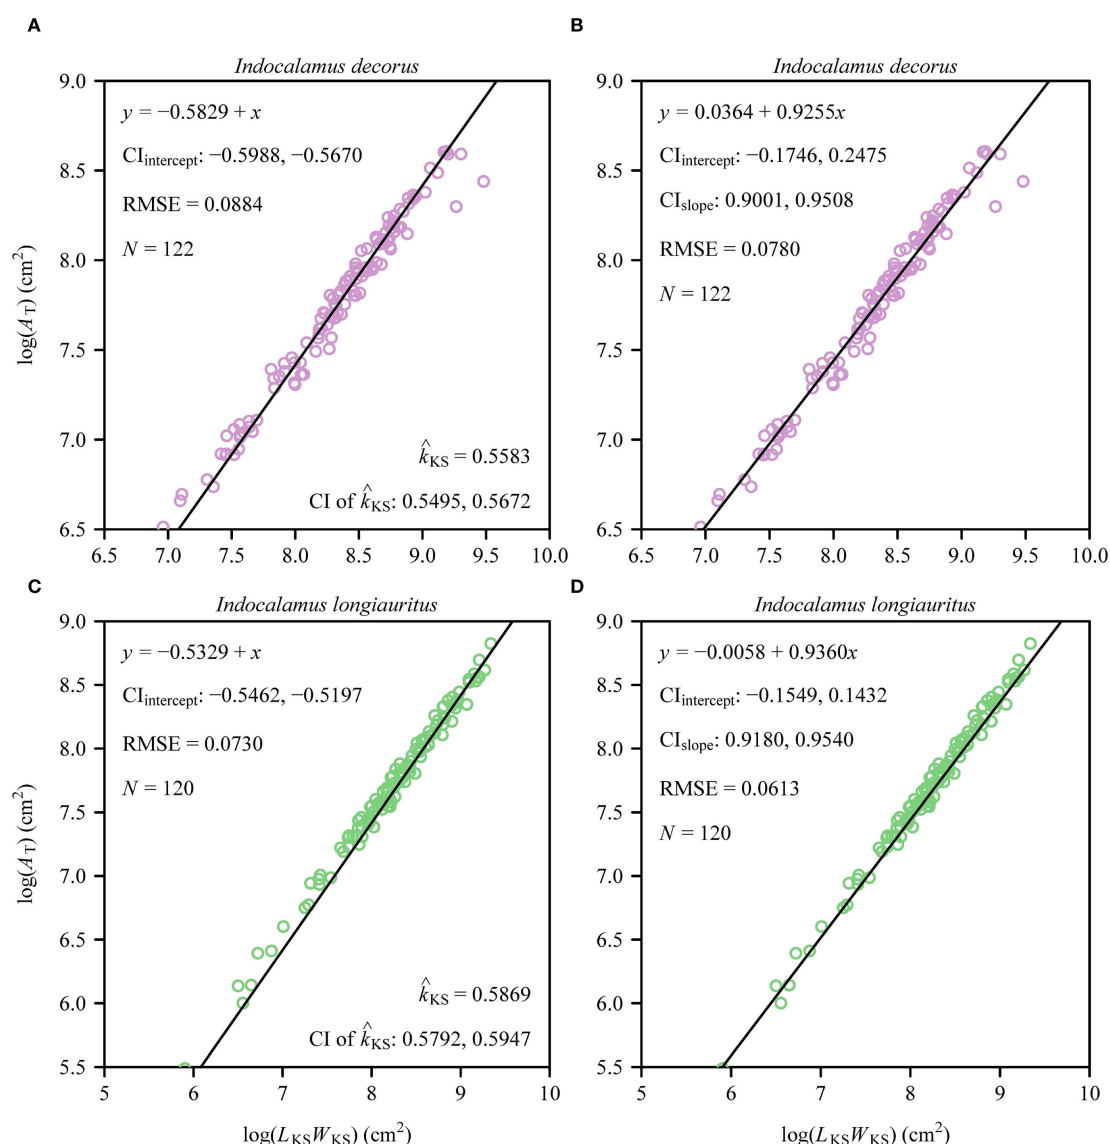 A
Indocalamus decorus
y = −0.5829 + x
CIintercept: −0.5988, −0.5670
RMSE = 0.0884
N = 122
k̂KS = 0.5583
CI of k̂KS: 0.5495, 0.5672
log(AT) (cm²)
9.0
8.5
8.0
7.5
7.0
6.5
6.5 7.0 7.5 8.0 8.5 9.0 9.5 10.0
B
Indocalamus decorus
y = 0.0364 + 0.9255x
CIintercept: −0.1746, 0.2475
CIslope: 0.9001, 0.9508
RMSE = 0.0780
N = 122
9.0
8.5
8.0
7.5
7.0
6.5
6.5 7.0 7.5 8.0 8.5 9.0 9.5 10.0
C
Indocalamus longiauritus
y = −0.5329 + x
CIintercept: −0.5462, −0.5197
RMSE = 0.0730
N = 120
k̂KS = 0.5869
CI of k̂KS: 0.5792, 0.5947
log(AT) (cm²)
9.0
8.5
8.0
7.5
7.0
6.5
6.0
5.5
5 6 7 8 9 10
log(LKSWKS) (cm²)
D
Indocalamus longiauritus
y = −0.0058 + 0.9360x
CIintercept: −0.1549, 0.1432
CIslope: 0.9180, 0.9540
RMSE = 0.0613
N = 120
9.0
8.5
8.0
7.5
7.0
6.5
6.0
5.5
5 6 7 8 9 10
log(LKSWKS) (cm²)